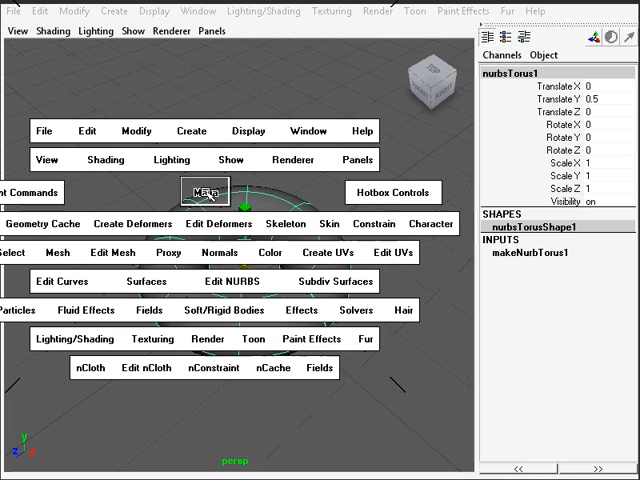 File Edit Modify Create Display Window Lighting/Shading Texturing Render Toon Paint Effects Fur Help
View Shading Lighting Show Renderer Panels
Channels Object
nurbsTorus1
Translate X 0
Translate Y 0.5
Translate Z 0
Rotate X 0
Rotate Y 0
Rotate Z 0
Scale X 1
Scale Y 1
Scale Z 1
Visibility on
SHAPES
nurbsTorusShape1
INPUTS
makeNurbTorus1
TOP
File Edit Modify Create Display Window Help
View Shading Lighting Show Renderer Panels
nt Commands Maya Hotbox Controls
Geometry Cache Create Deformers Edit Deformers Skeleton Skin Constrain Character
Select Mesh Edit Mesh Proxy Normals Color Create UVs Edit UVs
Edit Curves Surfaces Edit NURBS Subdiv Surfaces
Particles Fluid Effects Fields Soft/Rigid Bodies Effects Solvers Hair
Lighting/Shading Texturing Render Toon Paint Effects Fur
nCloth Edit nCloth nConstraint nCache Fields
y
z x
persp
<< >>